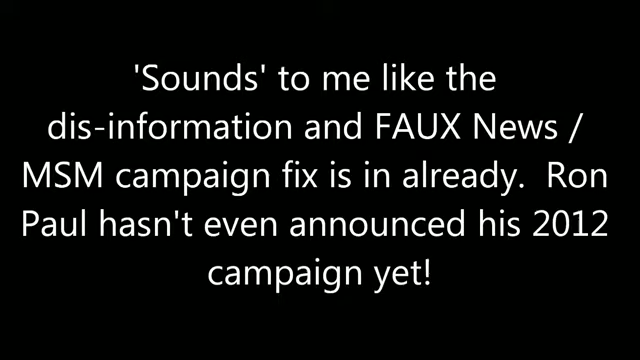 'Sounds' to me like the
dis-information and FAUX News /
MSM campaign fix is in already.  Ron
Paul hasn't even announced his 2012
campaign yet!